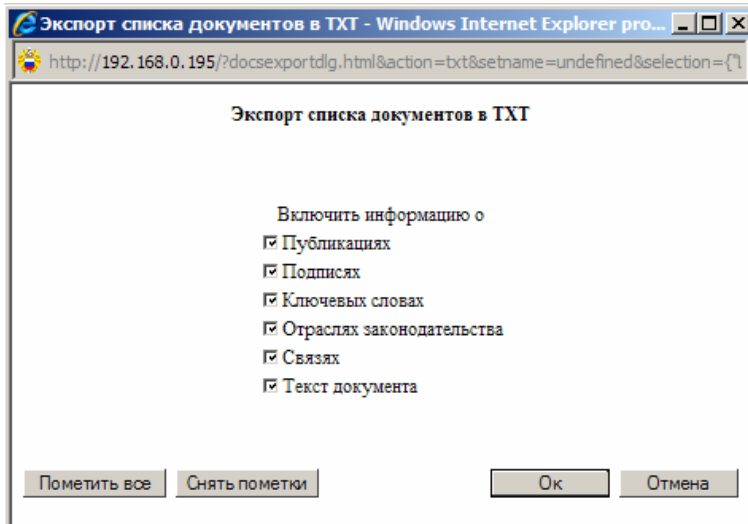 Экспорт списка документов в TXT - Windows Internet Explorer pro...
http://192.168.0.195/?docsexportdlg.html&action=txt&setname=undefined&selection={"l
Экспорт списка документов в TXT
Включить информацию о
Публикациях
Подписях
Ключевых словах
Отраслях законодательства
Связях
Текст документа
Пометить все Снять пометки Ок Отмена